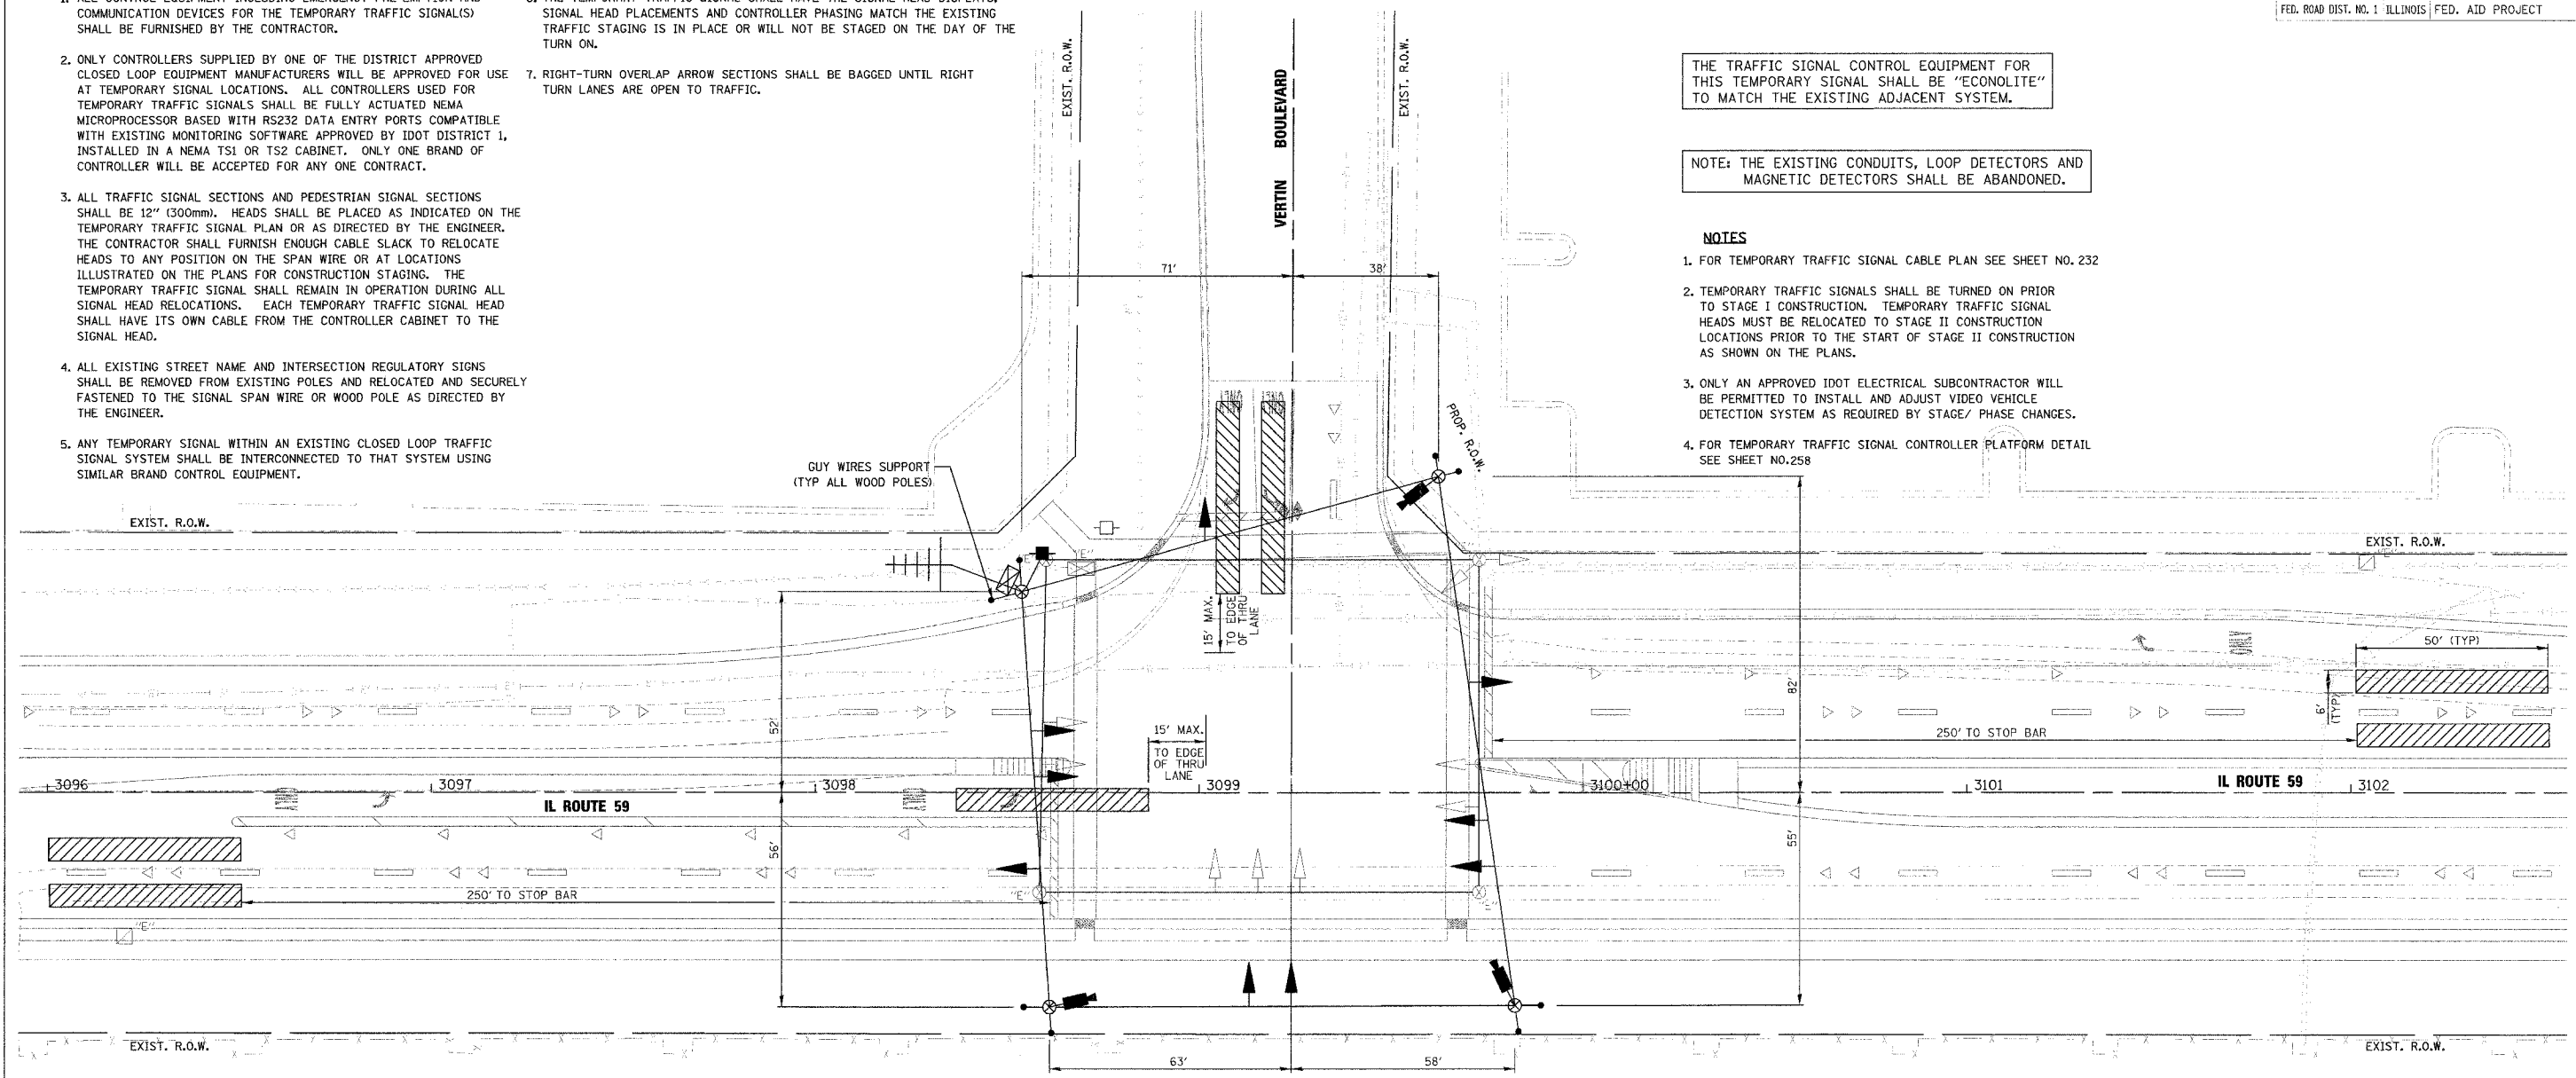 COMMUNICATION DEVICES FOR THE TEMPORARY TRAFFIC SIGNAL(S)
SHALL BE FURNISHED BY THE CONTRACTOR.
2. ONLY CONTROLLERS SUPPLIED BY ONE OF THE DISTRICT APPROVED
CLOSED LOOP EQUIPMENT MANUFACTURERS WILL BE APPROVED FOR USE
AT TEMPORARY SIGNAL LOCATIONS. ALL CONTROLLERS USED FOR
TEMPORARY TRAFFIC SIGNALS SHALL BE FULLY ACTUATED NEMA
MICROPROCESSOR BASED WITH RS232 DATA ENTRY PORTS COMPATIBLE
WITH EXISTING MONITORING SOFTWARE APPROVED BY IDOT DISTRICT 1,
INSTALLED IN A NEMA TS1 OR TS2 CABINET. ONLY ONE BRAND OF
CONTROLLER WILL BE ACCEPTED FOR ANY ONE CONTRACT.
3. ALL TRAFFIC SIGNAL SECTIONS AND PEDESTRIAN SIGNAL SECTIONS
SHALL BE 12" (300mm). HEADS SHALL BE PLACED AS INDICATED ON THE
TEMPORARY TRAFFIC SIGNAL PLAN OR AS DIRECTED BY THE ENGINEER.
THE CONTRACTOR SHALL FURNISH ENOUGH CABLE SLACK TO RELOCATE
HEADS TO ANY POSITION ON THE SPAN WIRE OR AT LOCATIONS
ILLUSTRATED ON THE PLANS FOR CONSTRUCTION STAGING. THE
TEMPORARY TRAFFIC SIGNAL SHALL REMAIN IN OPERATION DURING ALL
SIGNAL HEAD RELOCATIONS. EACH TEMPORARY TRAFFIC SIGNAL HEAD
SHALL HAVE ITS OWN CABLE FROM THE CONTROLLER CABINET TO THE
SIGNAL HEAD.
4. ALL EXISTING STREET NAME AND INTERSECTION REGULATORY SIGNS
SHALL BE REMOVED FROM EXISTING POLES AND RELOCATED AND SECURELY
FASTENED TO THE SIGNAL SPAN WIRE OR WOOD POLE AS DIRECTED BY
THE ENGINEER.
5. ANY TEMPORARY SIGNAL WITHIN AN EXISTING CLOSED LOOP TRAFFIC
SIGNAL SYSTEM SHALL BE INTERCONNECTED TO THAT SYSTEM USING
SIMILAR BRAND CONTROL EQUIPMENT.
SIGNAL HEAD PLACEMENTS AND CONTROLLER PHASING MATCH THE EXISTING
TRAFFIC STAGING IS IN PLACE OR WILL NOT BE STAGED ON THE DAY OF THE
TURN ON.
7. RIGHT-TURN OVERLAP ARROW SECTIONS SHALL BE BAGGED UNTIL RIGHT
TURN LANES ARE OPEN TO TRAFFIC.
FED. ROAD DIST. NO. 1
ILLINOIS
FED. AID PROJECT
THE TRAFFIC SIGNAL CONTROL EQUIPMENT FOR
THIS TEMPORARY SIGNAL SHALL BE "ECONOLITE"
TO MATCH THE EXISTING ADJACENT SYSTEM.
NOTE: THE EXISTING CONDUITS, LOOP DETECTORS AND
MAGNETIC DETECTORS SHALL BE ABANDONED.
NOTES
1. FOR TEMPORARY TRAFFIC SIGNAL CABLE PLAN SEE SHEET NO. 232
2. TEMPORARY TRAFFIC SIGNALS SHALL BE TURNED ON PRIOR
TO STAGE I CONSTRUCTION. TEMPORARY TRAFFIC SIGNAL
HEADS MUST BE RELOCATED TO STAGE II CONSTRUCTION
LOCATIONS PRIOR TO THE START OF STAGE II CONSTRUCTION
AS SHOWN ON THE PLANS.
3. ONLY AN APPROVED IDOT ELECTRICAL SUBCONTRACTOR WILL
BE PERMITTED TO INSTALL AND ADJUST VIDEO VEHICLE
DETECTION SYSTEM AS REQUIRED BY STAGE/ PHASE CHANGES.
4. FOR TEMPORARY TRAFFIC SIGNAL CONTROLLER PLATFORM DETAIL
SEE SHEET NO.258
EXIST. R.O.W.
VERTIN BOULEVARD
EXIST. R.O.W.
71'
38'
PROP. R.O.W.
GUY WIRES SUPPORT
(TYP ALL WOOD POLES)
EXIST. R.O.W.
EXIST. R.O.W.
"E"
"E"
15' MAX.
TO EDGE
OF THRU
LANE
50' (TYP)
6'
(TYP)
ONLY
82'
52'
15' MAX.
TO EDGE
OF THRU
LANE
250' TO STOP BAR
3096
3097
3098
3099
3100+00
3101
3102
IL ROUTE 59
IL ROUTE 59
56'
55'
250' TO STOP BAR
"E"
"E"
"E"
EXIST. R.O.W.
EXIST. R.O.W.
63'
58'